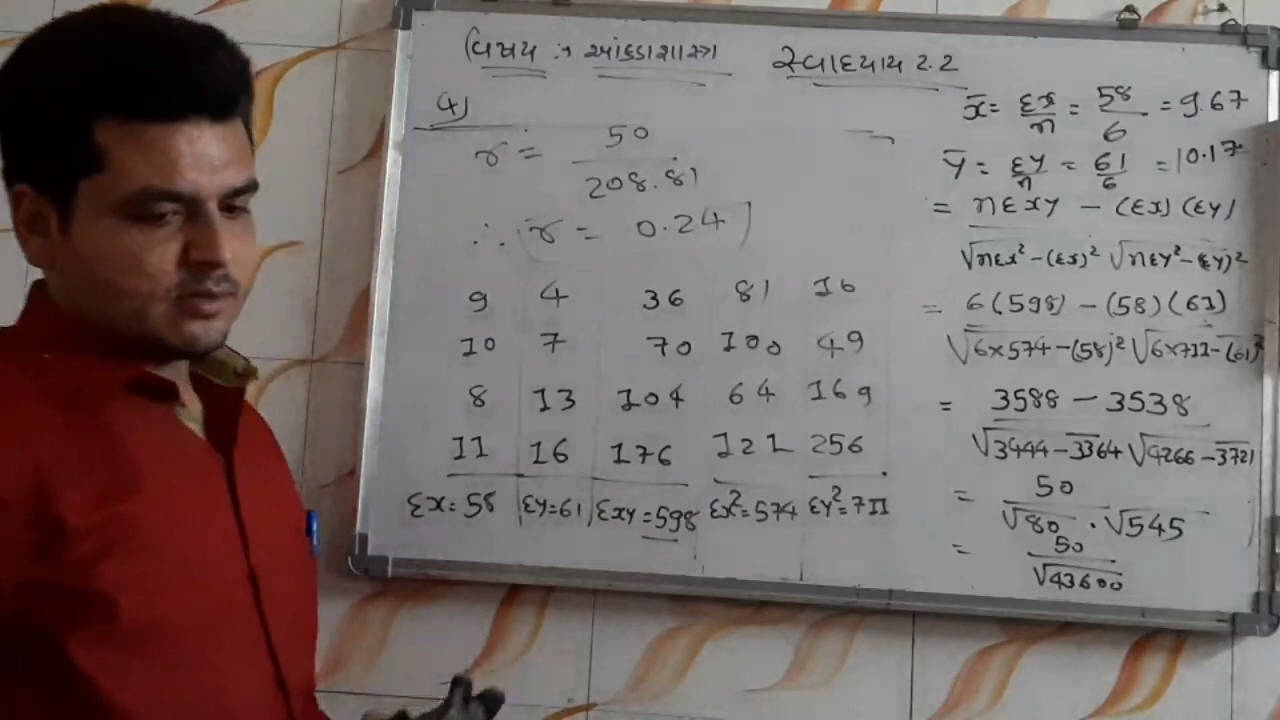 વિષય :- આંકડાશાસ્ત્ર સ્વાધ્યાય 2.2
4)
r = 50 / 208.81
∴ r = 0.24
9 4 36 81 16
10 7 70 100 49
8 13 104 64 169
11 16 176 121 256
Σx=58 Σy=61 Σxy=598 Σx²=574 Σy²=711
x̄ = Σx/n = 58/6 = 9.67
ȳ = Σy/n = 61/6 = 10.17
= nΣxy - (Σx)(Σy)
√nΣx²-(Σx)² √nΣy²-(Σy)²
= 6(598) - (58)(61)
√6×574-(58)² √6×711-(61)²
= 3588 - 3538
√3444-3364 √4266-3721
= 50
√80 · √545
= 50
√43600